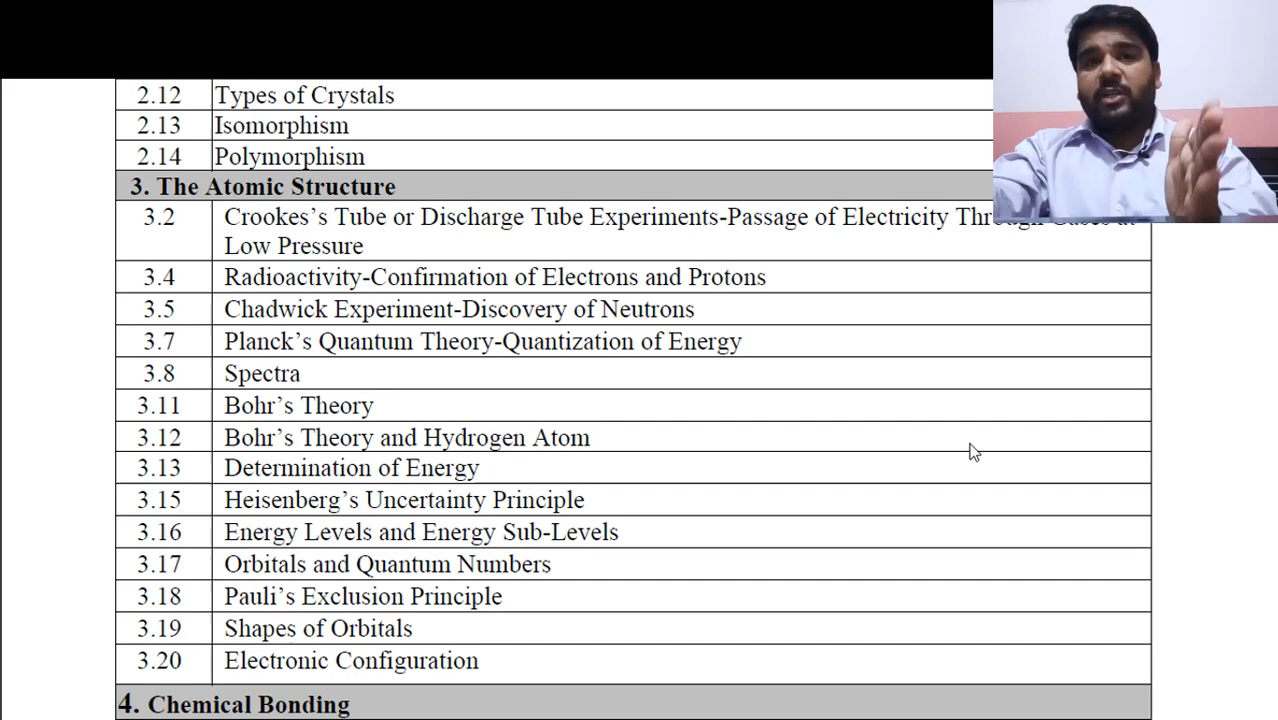 2.12 Types of Crystals
2.13 Isomorphism
2.14 Polymorphism
3. The Atomic Structure
3.2 Crookes’s Tube or Discharge Tube Experiments-Passage of Electricity Through Gases at
Low Pressure
3.4 Radioactivity-Confirmation of Electrons and Protons
3.5 Chadwick Experiment-Discovery of Neutrons
3.7 Planck’s Quantum Theory-Quantization of Energy
3.8 Spectra
3.11 Bohr’s Theory
3.12 Bohr’s Theory and Hydrogen Atom
3.13 Determination of Energy
3.15 Heisenberg’s Uncertainty Principle
3.16 Energy Levels and Energy Sub-Levels
3.17 Orbitals and Quantum Numbers
3.18 Pauli’s Exclusion Principle
3.19 Shapes of Orbitals
3.20 Electronic Configuration
4. Chemical Bonding